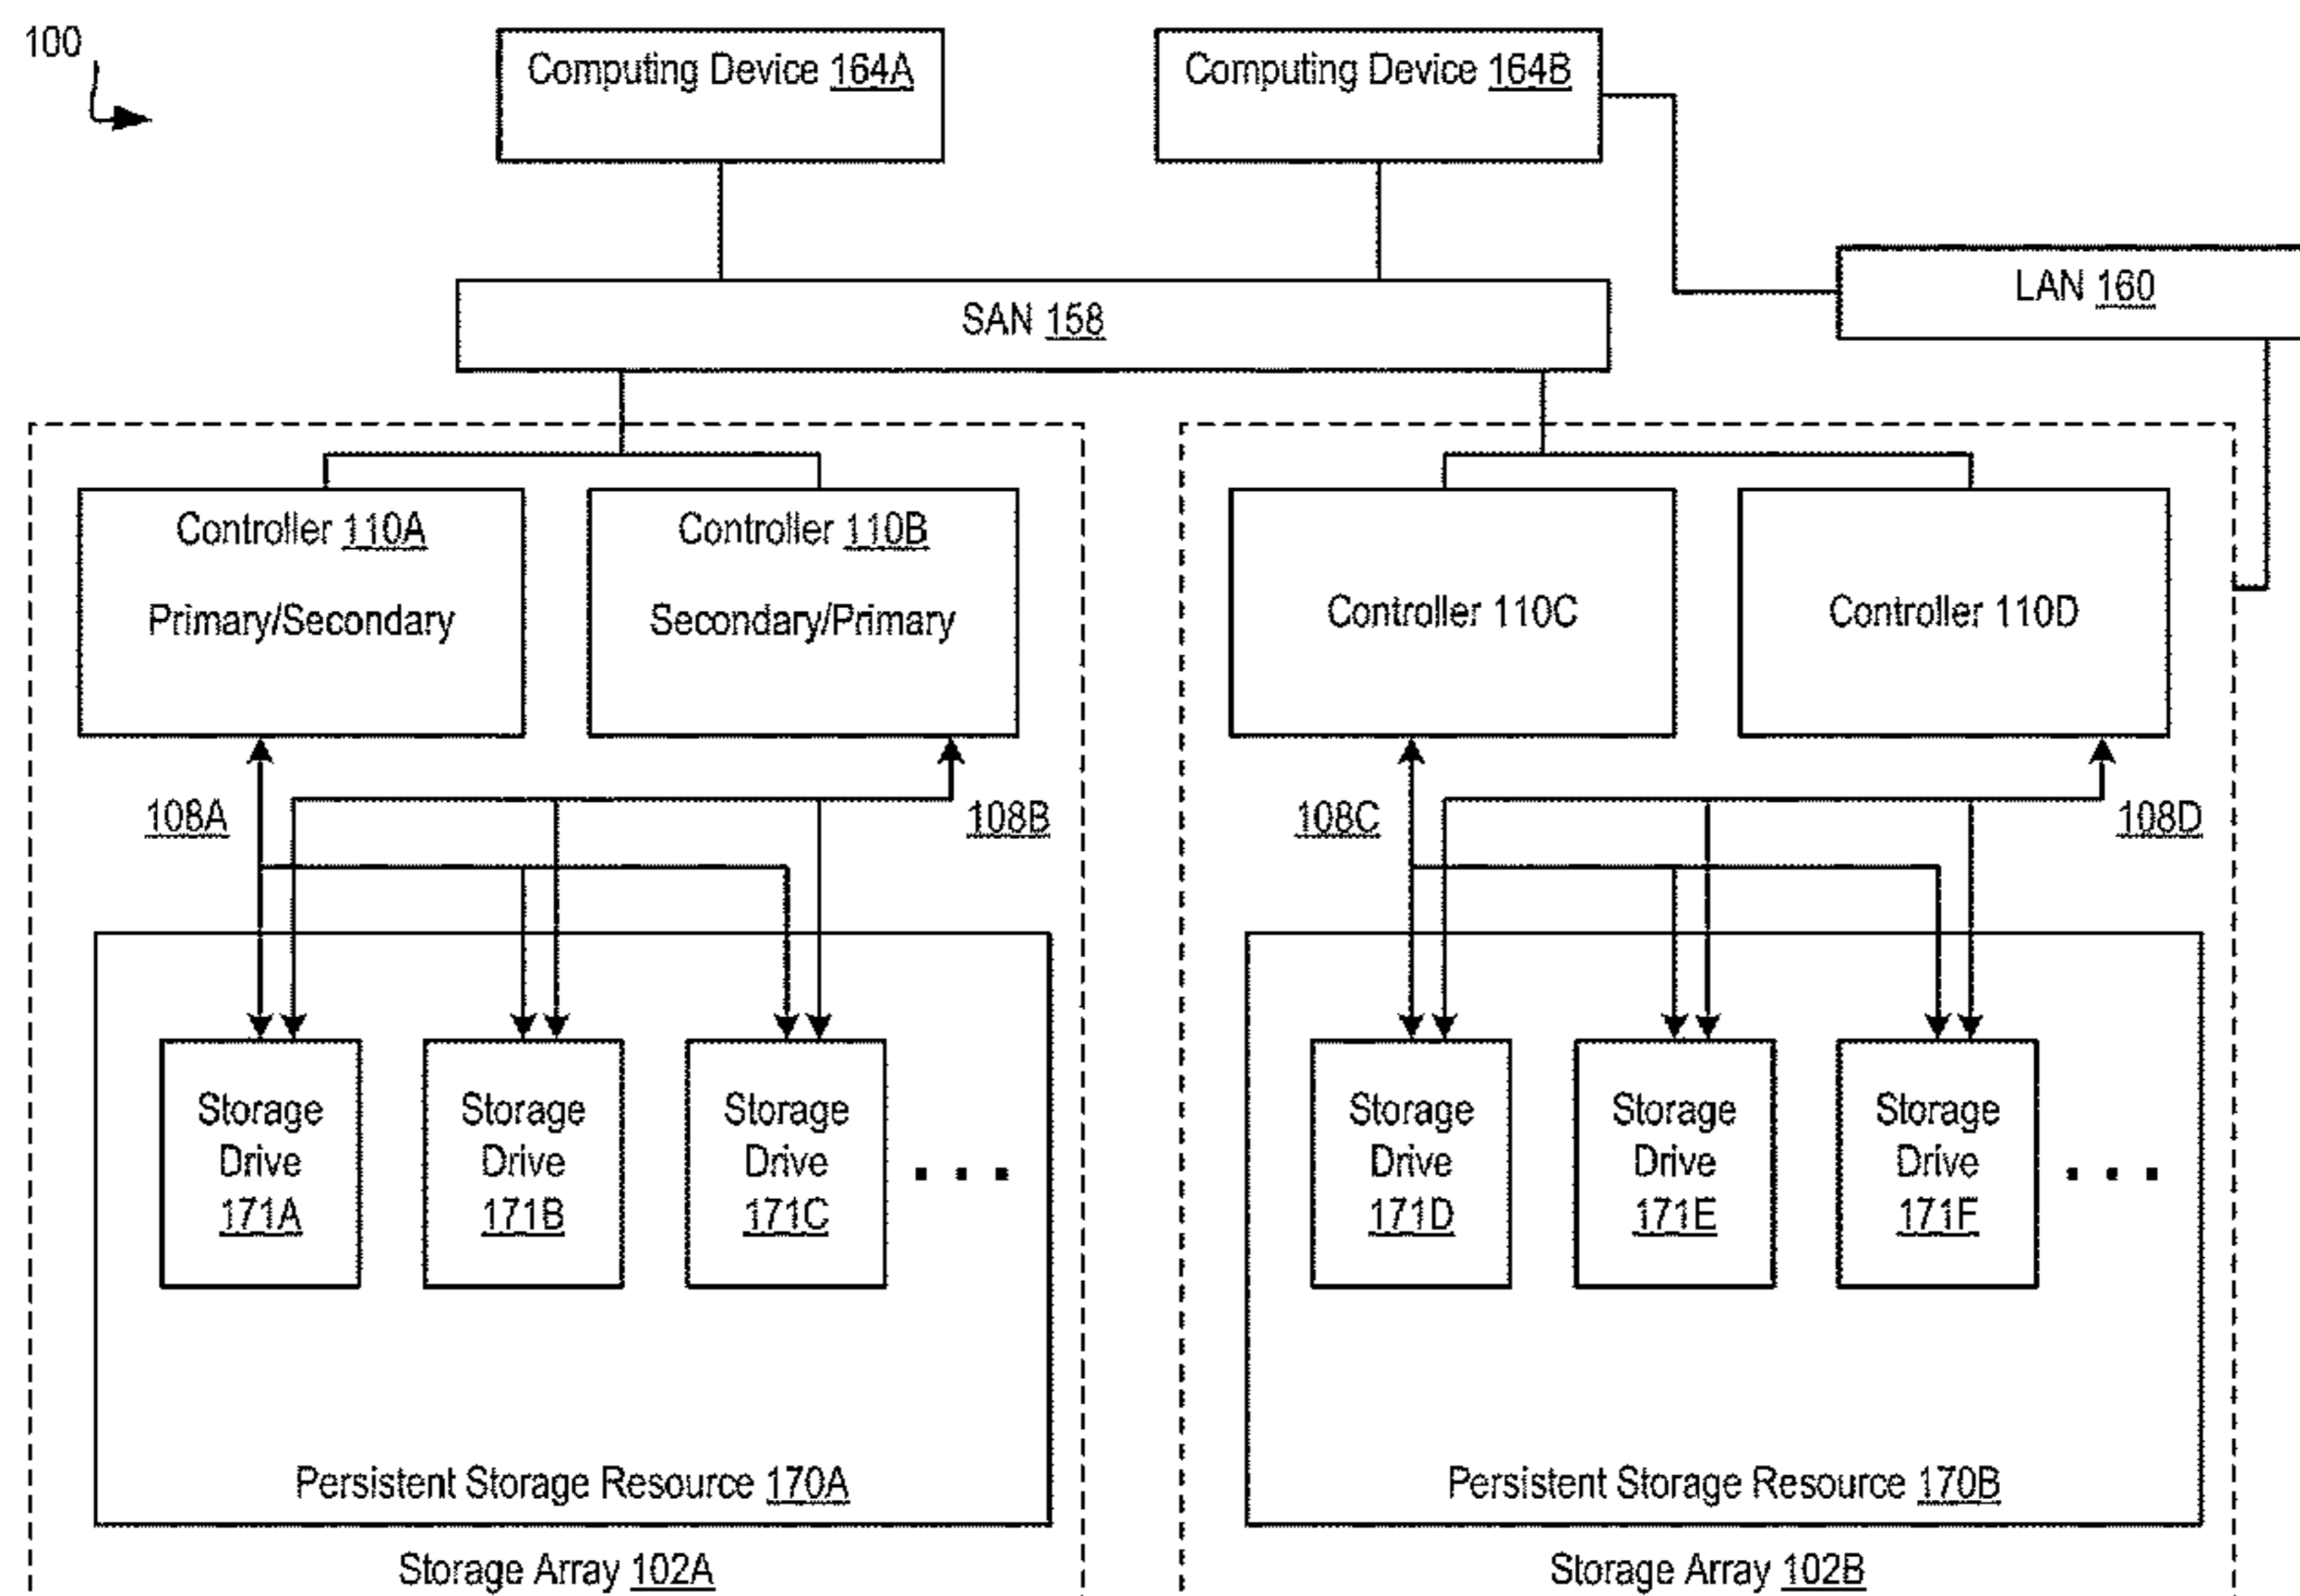 100
Computing Device 164A
Computing Device 164B
LAN 160
SAN 158
Controller 110A
Primary/Secondary
Controller 110B
Secondary/Primary
Controller 110C
Controller 110D
108A
108B
108C
108D
Storage
Drive
171A
Storage
Drive
171B
Storage
Drive
171C
Storage
Drive
171D
Storage
Drive
171E
Storage
Drive
171F
Persistent Storage Resource 170A
Persistent Storage Resource 170B
Storage Array 102A
Storage Array 102B